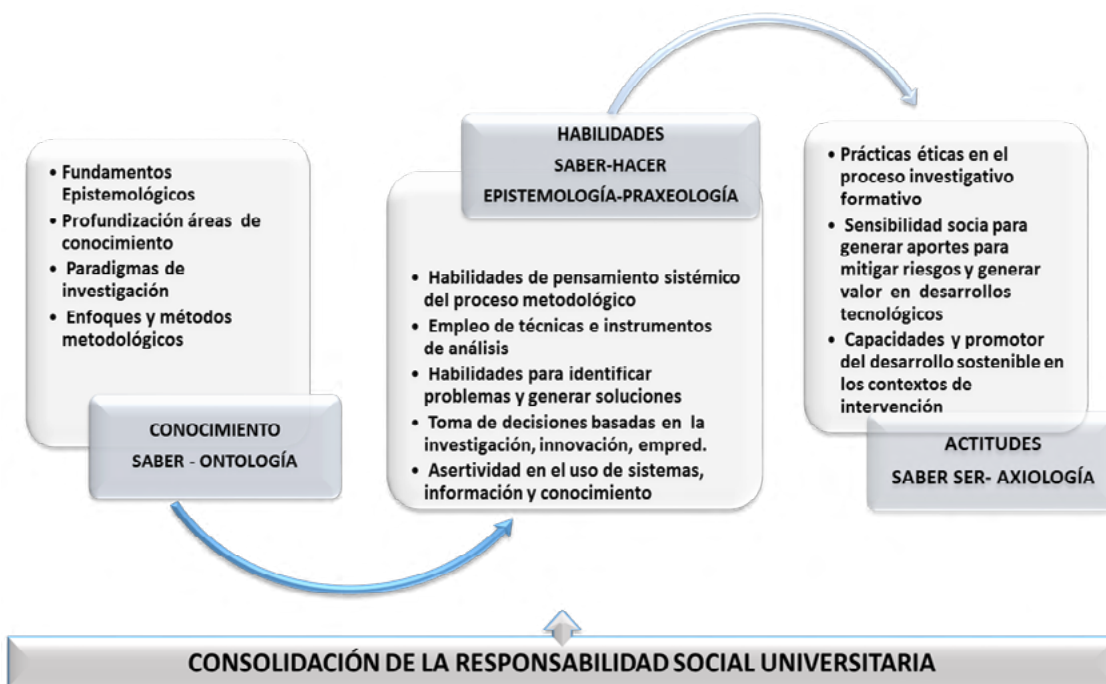 • Fundamentos
Epistemológicos
• Profundización áreas de
conocimiento
• Paradigmas de
investigación
• Enfoques y métodos
metodológicos
CONOCIMIENTO
SABER - ONTOLOGÍA
HABILIDADES
SABER-HACER
EPISTEMOLOGÍA-PRAXEOLOGÍA
• Habilidades de pensamiento sistémico
del proceso metodológico
• Empleo de técnicas e instrumentos
de análisis
• Habilidades para identificar
problemas y generar soluciones
• Toma de decisiones basadas en la
investigación, innovación, empred.
• Asertividad en el uso de sistemas,
información y conocimiento
• Prácticas éticas en el
proceso investigativo
formativo
• Sensibilidad socia para
generar aportes para
mitigar riesgos y generar
valor en desarrollos
tecnológicos
• Capacidades y promotor
del desarrollo sostenible en
los contextos de
intervención
ACTITUDES
SABER SER- AXIOLOGÍA
CONSOLIDACIÓN DE LA RESPONSABILIDAD SOCIAL UNIVERSITARIA